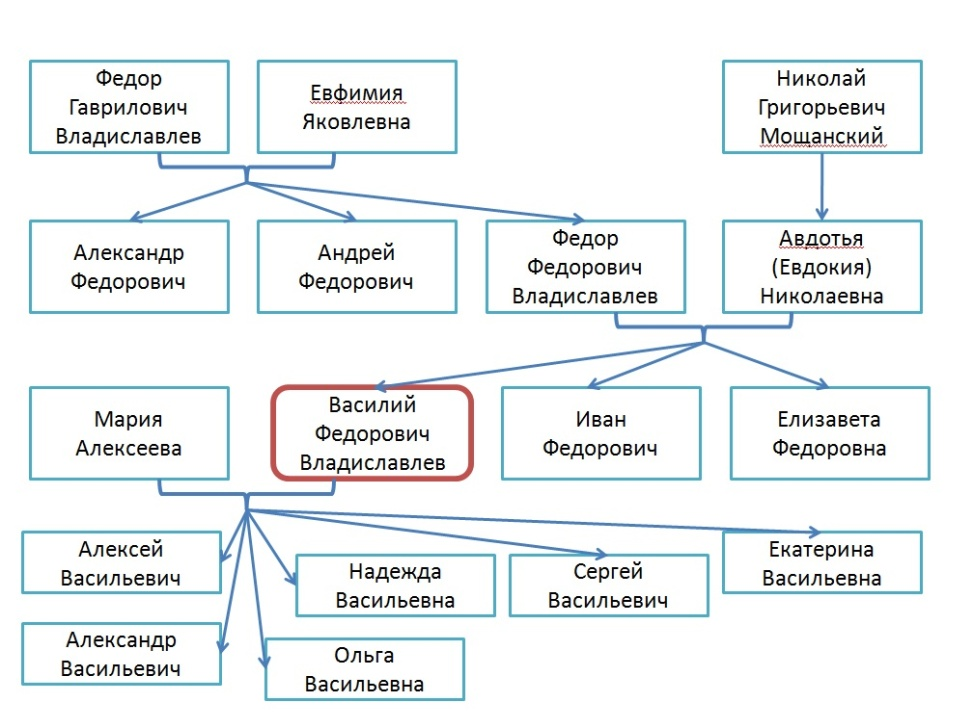 Федор
Гаврилович
Владиславлев
Евфимия
Яковлевна
Николай
Григорьевич
Мощанский
Александр
Федорович
Андрей
Федорович
Федор
Федорович
Владиславлев
Авдотья
(Евдокия)
Николаевна
Мария
Алексеева
Василий
Федорович
Владиславлев
Иван
Федорович
Елизавета
Федоровна
Алексей
Васильевич
Надежда
Васильевна
Сергей
Васильевич
Екатерина
Васильевна
Александр
Васильевич
Ольга
Васильевна